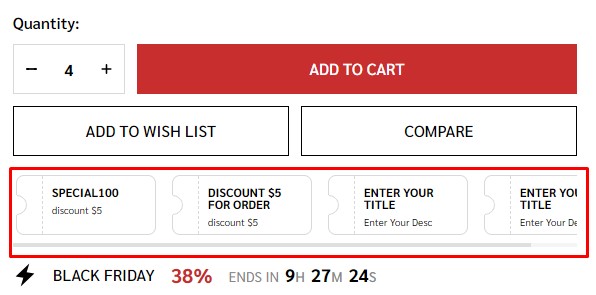 Quantity:
− 4 + ADD TO CART
ADD TO WISH LIST COMPARE
SPECIAL100
discount $5
DISCOUNT $5
FOR ORDER
discount $5
ENTER YOUR
TITLE
Enter Your Desc
ENTER YOU
TITLE
Enter Your De
BLACK FRIDAY 38% ENDS IN 9H 27M 24S